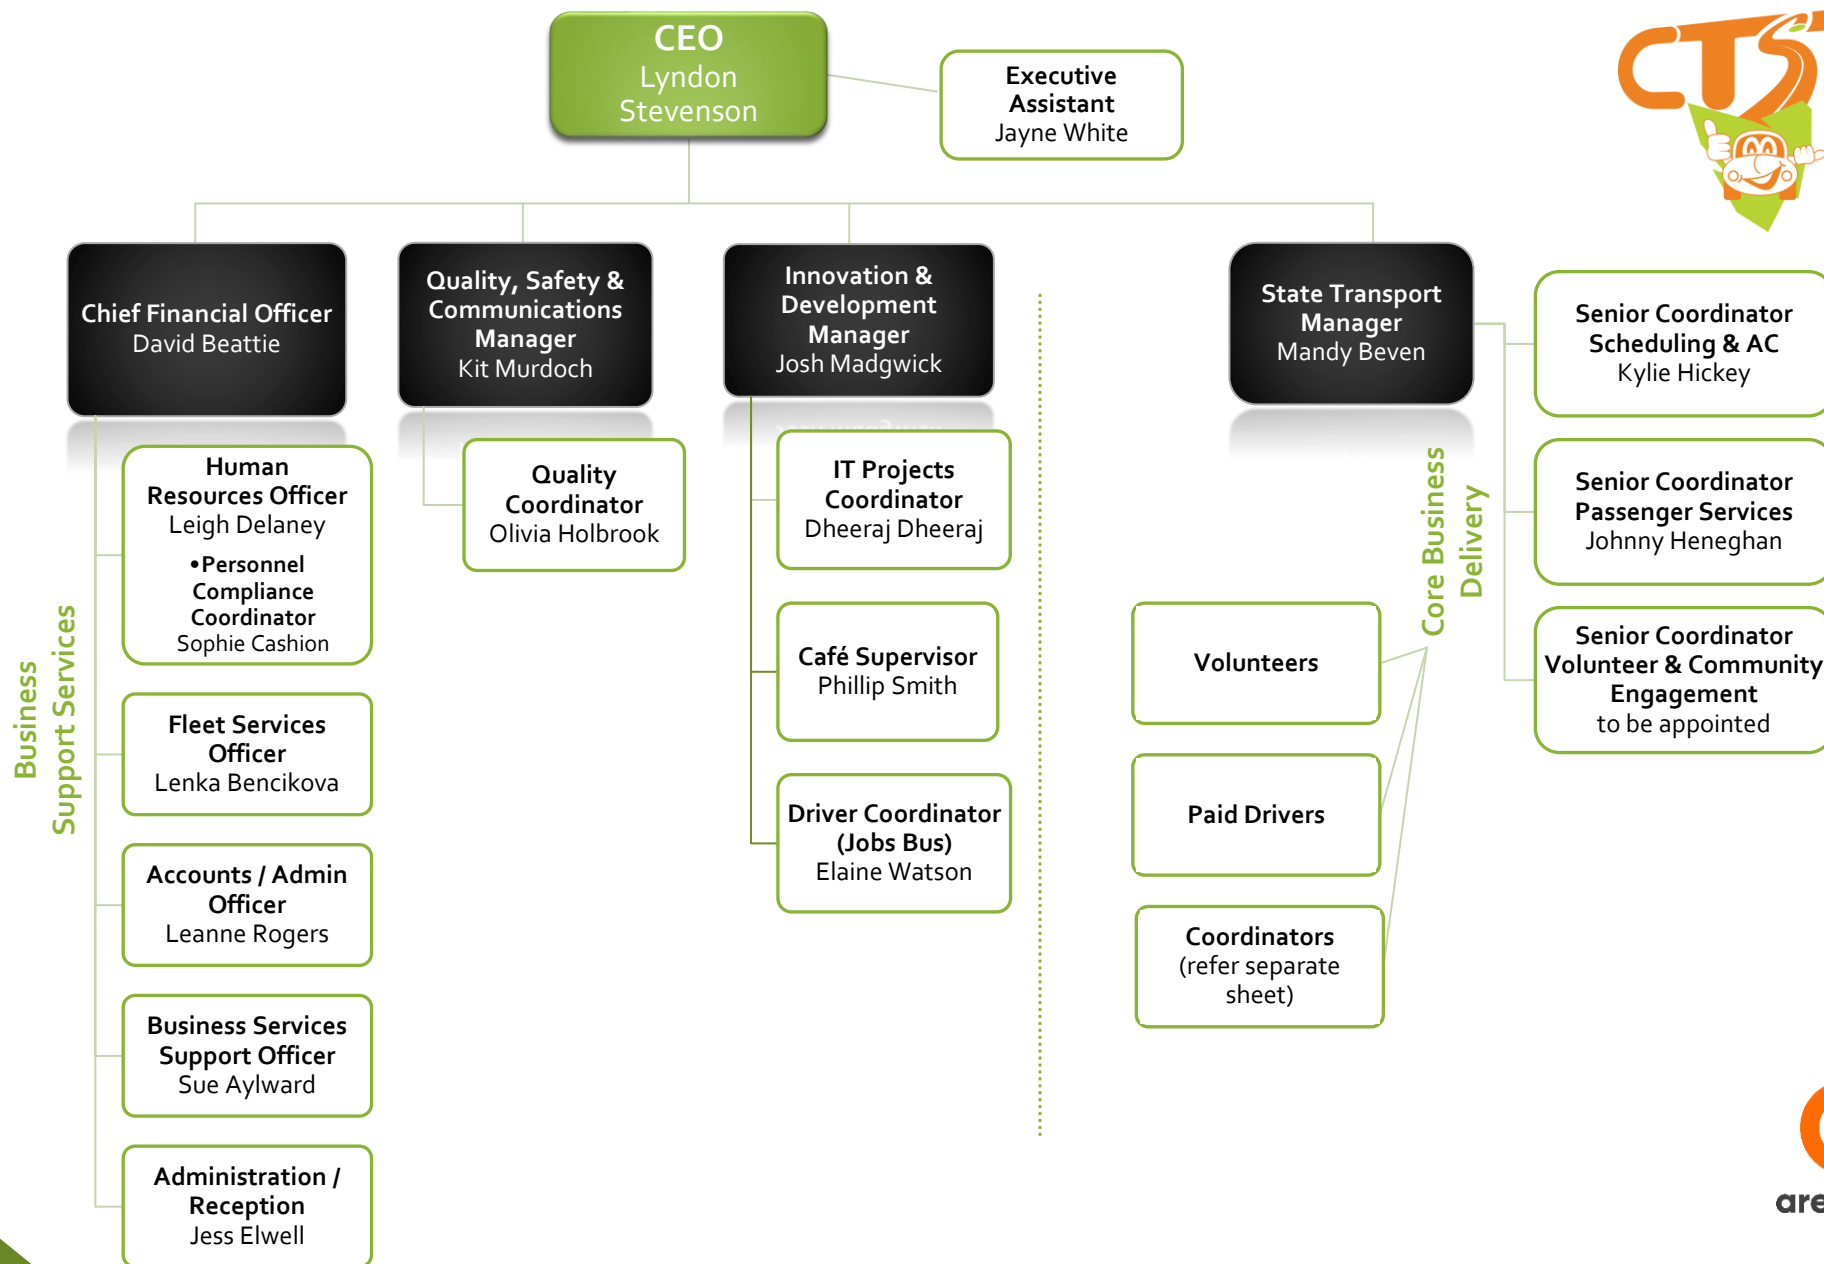 CEO
Lyndon
Stevenson
Executive
Assistant
Jayne White
CTST
Chief Financial Officer
David Beattie
Quality, Safety &
Communications
Manager
Kit Murdoch
Innovation &
Development
Manager
Josh Madgwick
State Transport
Manager
Mandy Beven
Senior Coordinator
Scheduling & AC
Kylie Hickey
Senior Coordinator
Passenger Services
Johnny Heneghan
Senior Coordinator
Volunteer & Community
Engagement
to be appointed
Business
Support Services
Human
Resources Officer
Leigh Delaney
•Personnel
Compliance
Coordinator
Sophie Cashion
Fleet Services
Officer
Lenka Bencikova
Accounts / Admin
Officer
Leanne Rogers
Business Services
Support Officer
Sue Aylward
Administration /
Reception
Jess Elwell
Quality
Coordinator
Olivia Holbrook
IT Projects
Coordinator
Dheeraj Dheeraj
Café Supervisor
Phillip Smith
Driver Coordinator
(Jobs Bus)
Elaine Watson
Core Business
Delivery
Volunteers
Paid Drivers
Coordinators
(refer separate
sheet)